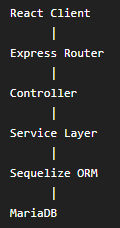 React Client
|
Express Router
|
Controller
|
Service Layer
|
Sequelize ORM
|
MariaDB